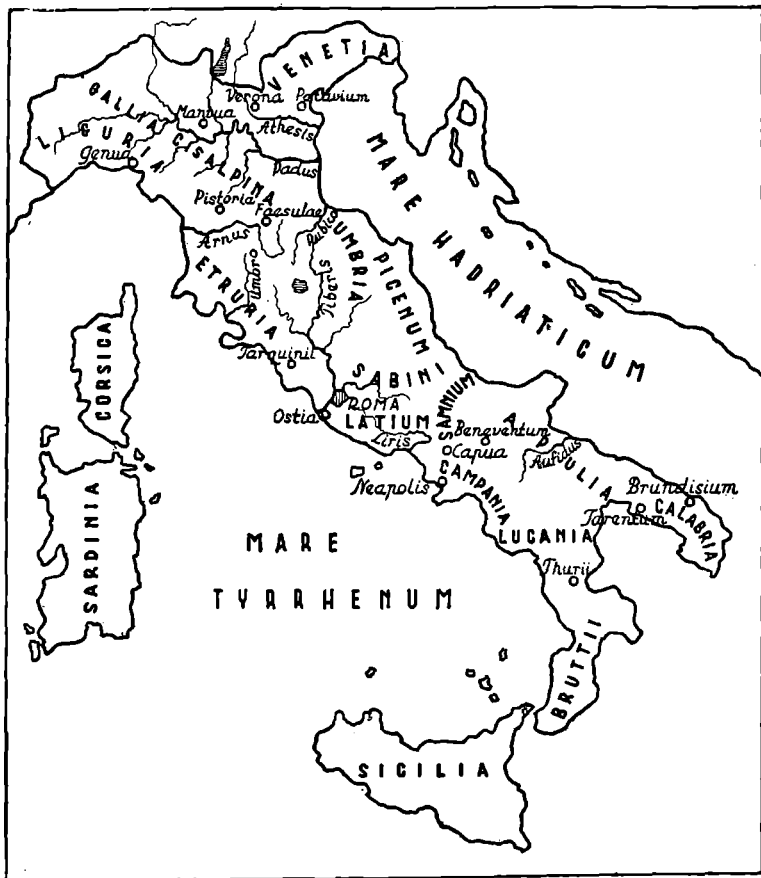 VENETIA
GALLIA CISALPINA
Verona
Patavium
Mantua
Athesis
LIGURIA
Genua
Padus
Pistoria
Faesulae
Rubico
Arnus
UMBRIA
ETRURIA
Umbro
Tiberis
PICENUM
MARE HADRIATICUM
Tarquinii
CORSICA
SABINI
SAMNIUM
ROMA
Ostia
LATIUM
Liris
Beneventum
APULIA
Capua
Aufidus
Neapolis
CAMPANIA
Brundisium
Tarentum
CALABRIA
SARDINIA
LUCANIA
MARE
TYRRHENUM
Thurii
BRUTTII
SICILIA